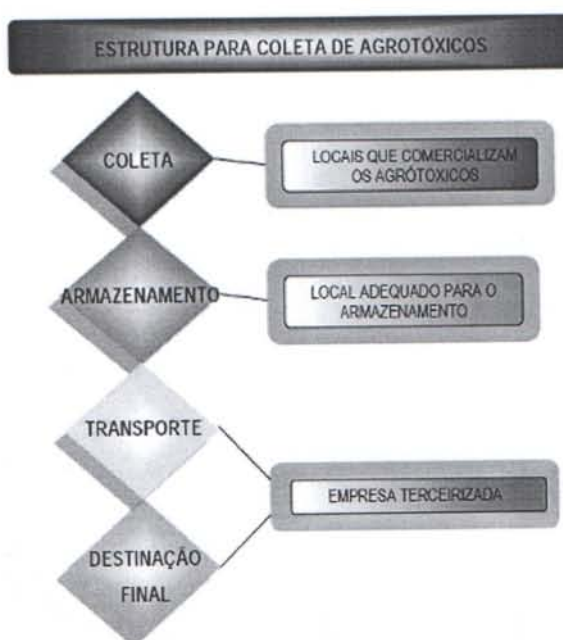 ESTRUTURA PARA COLETA DE AGROTÓXICOS
COLETA
LOCAIS QUE COMERCIALIZAM
OS AGRÓTOXICOS
ARMAZENAMENTO
LOCAL ADEQUADO PARA O
ARMAZENAMENTO
TRANSPORTE
EMPRESA TERCEIRIZADA
DESTINAÇÃO
FINAL